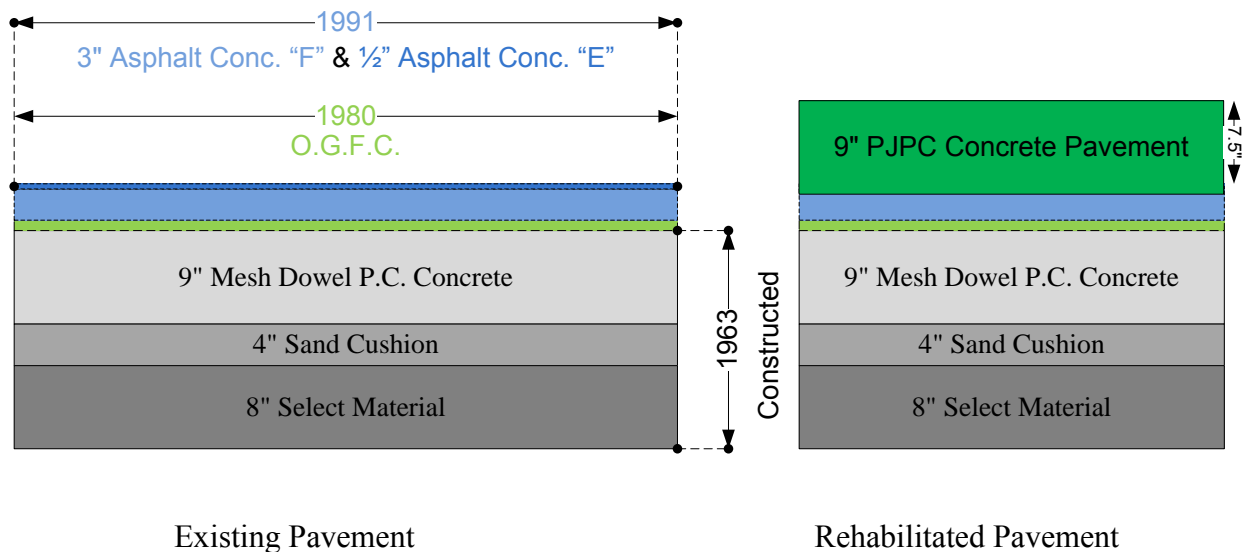 1991
3" Asphalt Conc. “F” & ½” Asphalt Conc. “E”
1980
O.G.F.C.
9" Mesh Dowel P.C. Concrete
4" Sand Cushion
8" Select Material
1963
Constructed
Existing Pavement
9" PJPC Concrete Pavement
7.5"
9" Mesh Dowel P.C. Concrete
4" Sand Cushion
8" Select Material
Rehabilitated Pavement